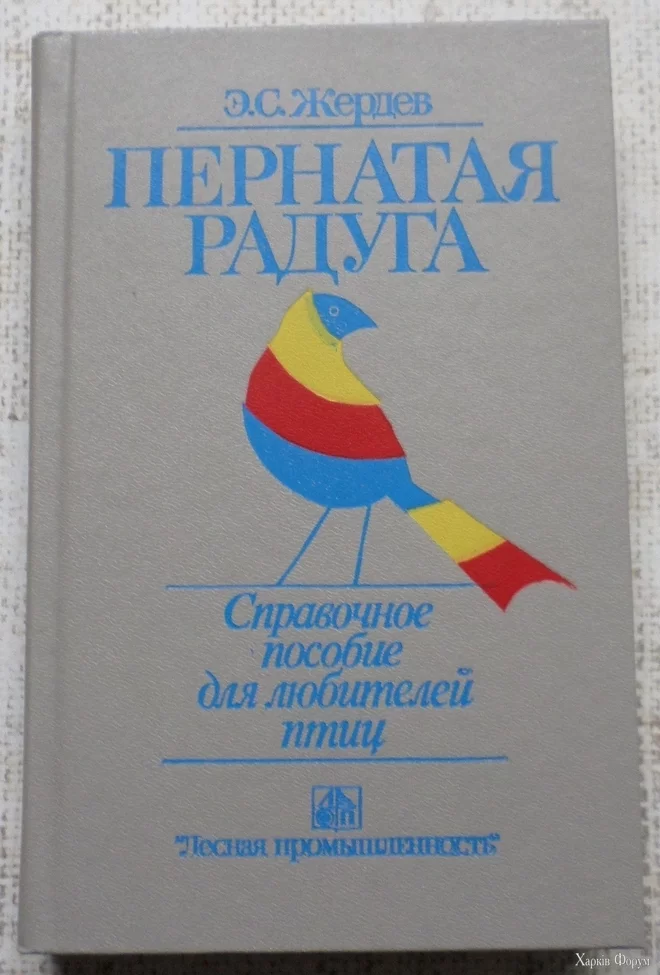 Э.С. Жердев
ПЕРНАТАЯ
РАДУГА
Справочное
пособие
для любителей
птиц
"Лесная промышленность"
Харків Форум